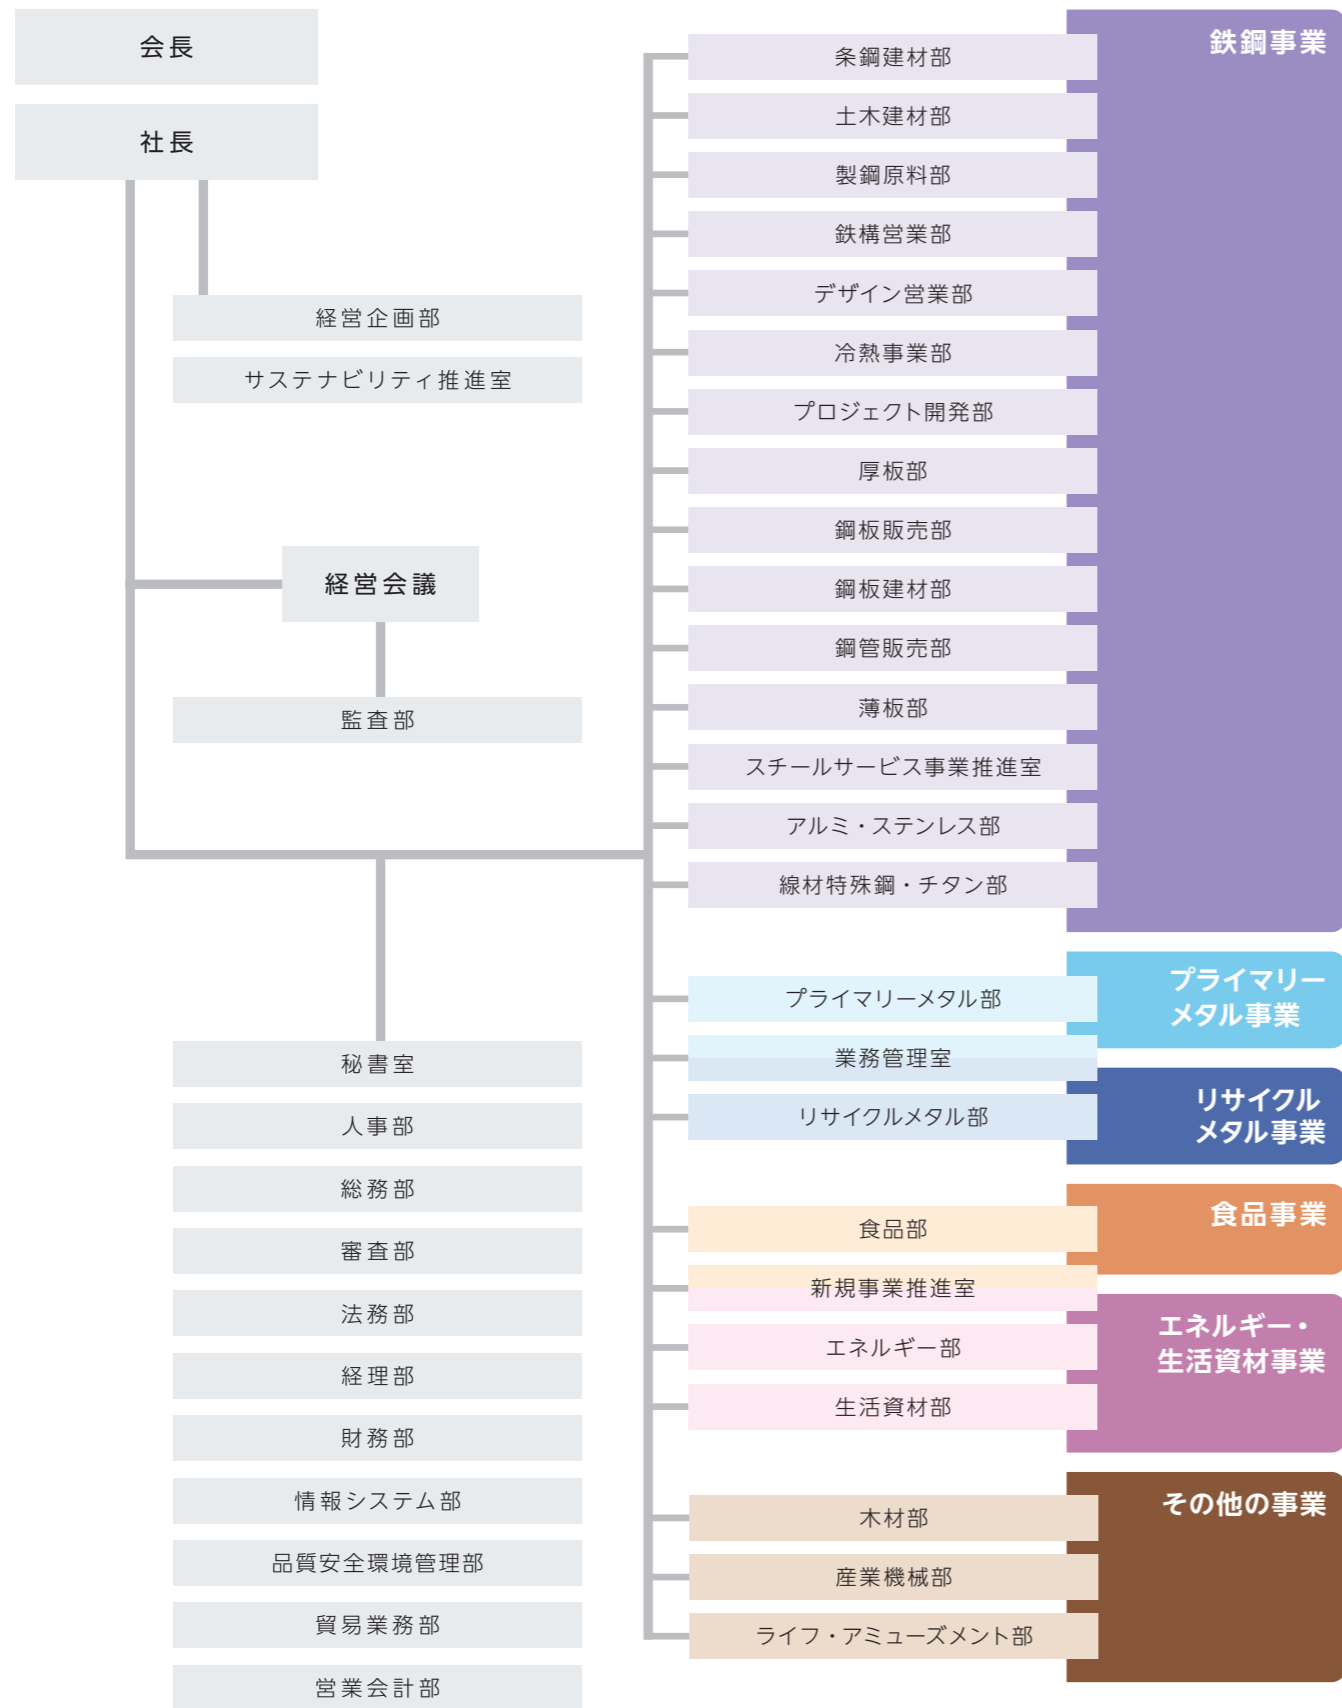 会長
社長
経営企画部
サステナビリティ推進室
経営会議
監査部
秘書室
人事部
総務部
審査部
法務部
経理部
財務部
情報システム部
品質安全環境管理部
貿易業務部
営業会計部
鉄鋼事業
条鋼建材部
土木建材部
製鋼原料部
鉄構営業部
デザイン営業部
冷熱事業部
プロジェクト開発部
厚板部
鋼板販売部
鋼板建材部
鋼管販売部
薄板部
スチールサービス事業推進室
アルミ・ステンレス部
線材特殊鋼・チタン部
プライマリー
メタル事業
プライマリーメタル部
業務管理室
リサイクル
メタル事業
リサイクルメタル部
食品事業
食品部
新規事業推進室
エネルギー・
生活資材事業
エネルギー部
生活資材部
その他の事業
木材部
産業機械部
ライフ・アミューズメント部